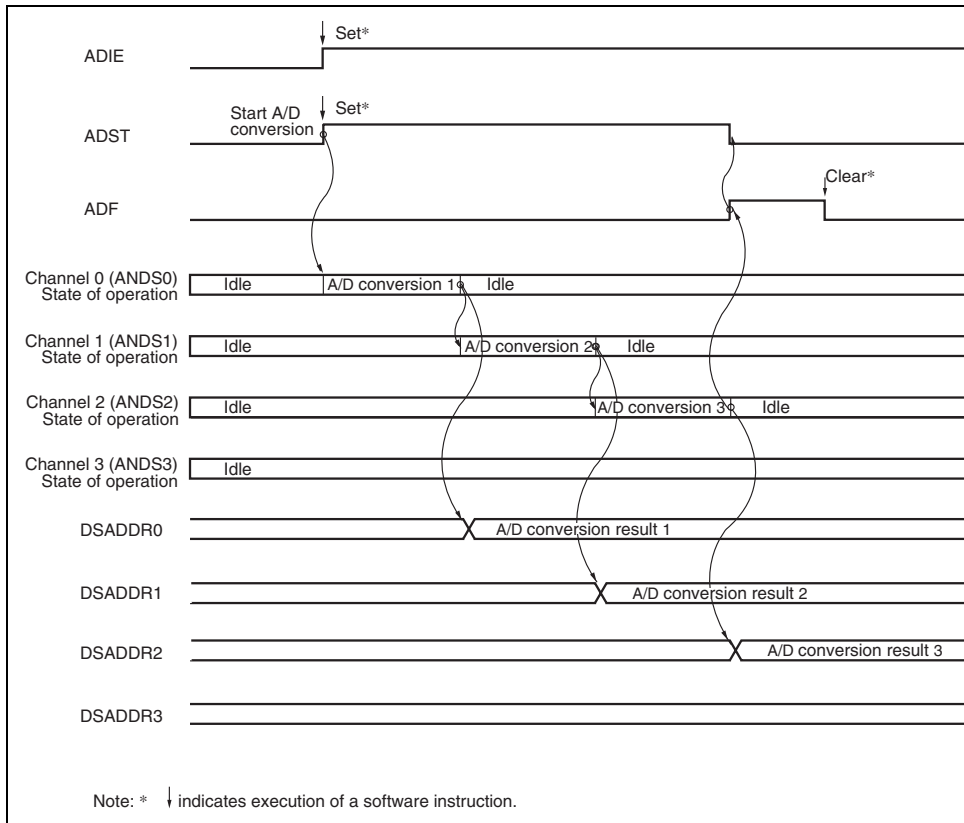 Set*
ADIE
Start A/D
conversion
Set*
ADST
Clear*
ADF
Channel 0 (ANDS0)
State of operation
Idle
A/D conversion 1
Idle
Channel 1 (ANDS1)
State of operation
Idle
A/D conversion 2
Idle
Channel 2 (ANDS2)
State of operation
Idle
A/D conversion 3
Idle
Channel 3 (ANDS3)
State of operation
Idle
DSADDR0
A/D conversion result 1
DSADDR1
A/D conversion result 2
DSADDR2
A/D conversion result 3
DSADDR3
Note: * ↓ indicates execution of a software instruction.